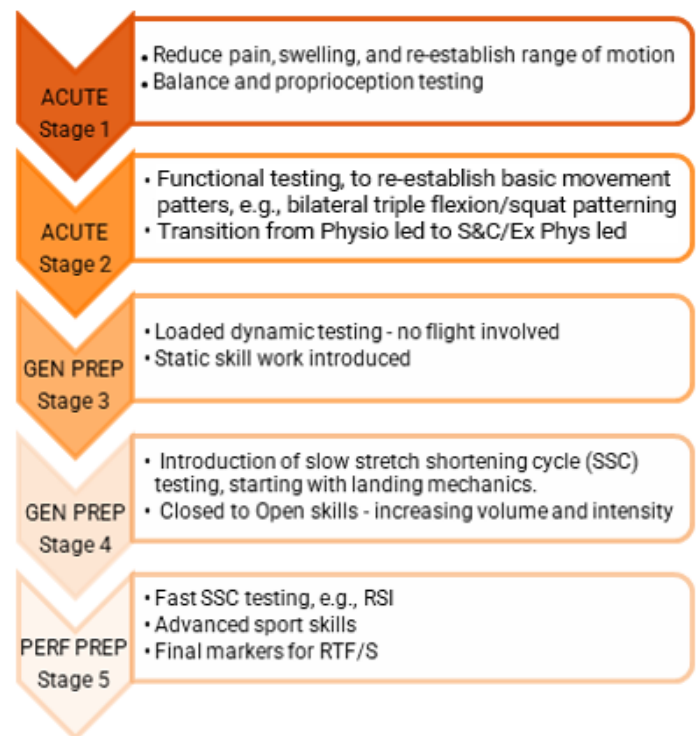 ACUTE
Stage 1
• Reduce pain, swelling, and re-establish range of motion
• Balance and proprioception testing
ACUTE
Stage 2
• Functional testing, to re-establish basic movement
patters, e.g., bilateral triple flexion/squat patterning
• Transition from Physio led to S&C/Ex Phys led
GEN PREP
Stage 3
• Loaded dynamic testing - no flight involved
• Static skill work introduced
GEN PREP
Stage 4
• Introduction of slow stretch shortening cycle (SSC)
testing, starting with landing mechanics.
• Closed to Open skills - increasing volume and intensity
PERF PREP
Stage 5
• Fast SSC testing, e.g., RSI
• Advanced sport skills
• Final markers for RTF/S